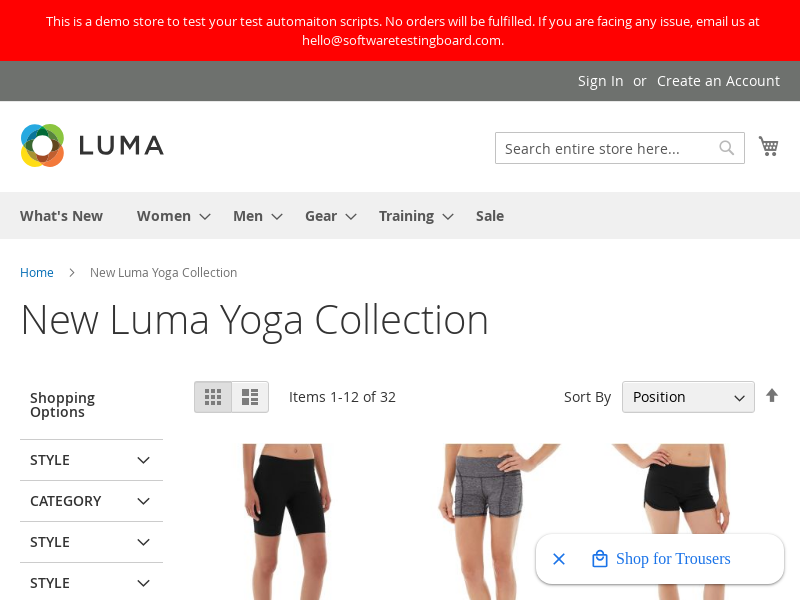 This is a demo store to test your test automaiton scripts. No orders will be fulfilled. If you are facing any issue, email us at
hello@softwaretestingboard.com.
Sign In or Create an Account
LUMA
Search entire store here...
What's New Women Men Gear Training Sale
Home New Luma Yoga Collection
New Luma Yoga Collection
Shopping
Options
Items 1-12 of 32
Sort By Position
STYLE
CATEGORY
STYLE
STYLE
Shop for Trousers